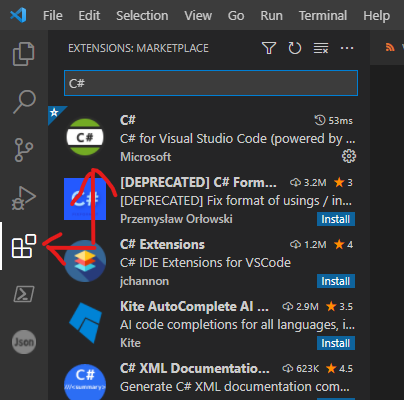 File Edit Selection View Go Run Terminal Help
EXTENSIONS: MARKETPLACE
C#
C# 53ms
C# for Visual Studio Code (powered by ...
Microsoft
[DEPRECATED] C# Form... 3.2M 3
[DEPRECATED] Fix format of usings / in...
Przemysław Orłowski Install
C# Extensions 1.2M 4
C# IDE Extensions for VSCode
jchannon Install
Kite AutoComplete AI ... 2.9M 3.5
AI code completions for all languages, i...
Kite Install
C# XML Documentatio... 623K 4.5
Generate C# XML documentation com...
C#
C#
Json
C#
///<summary>